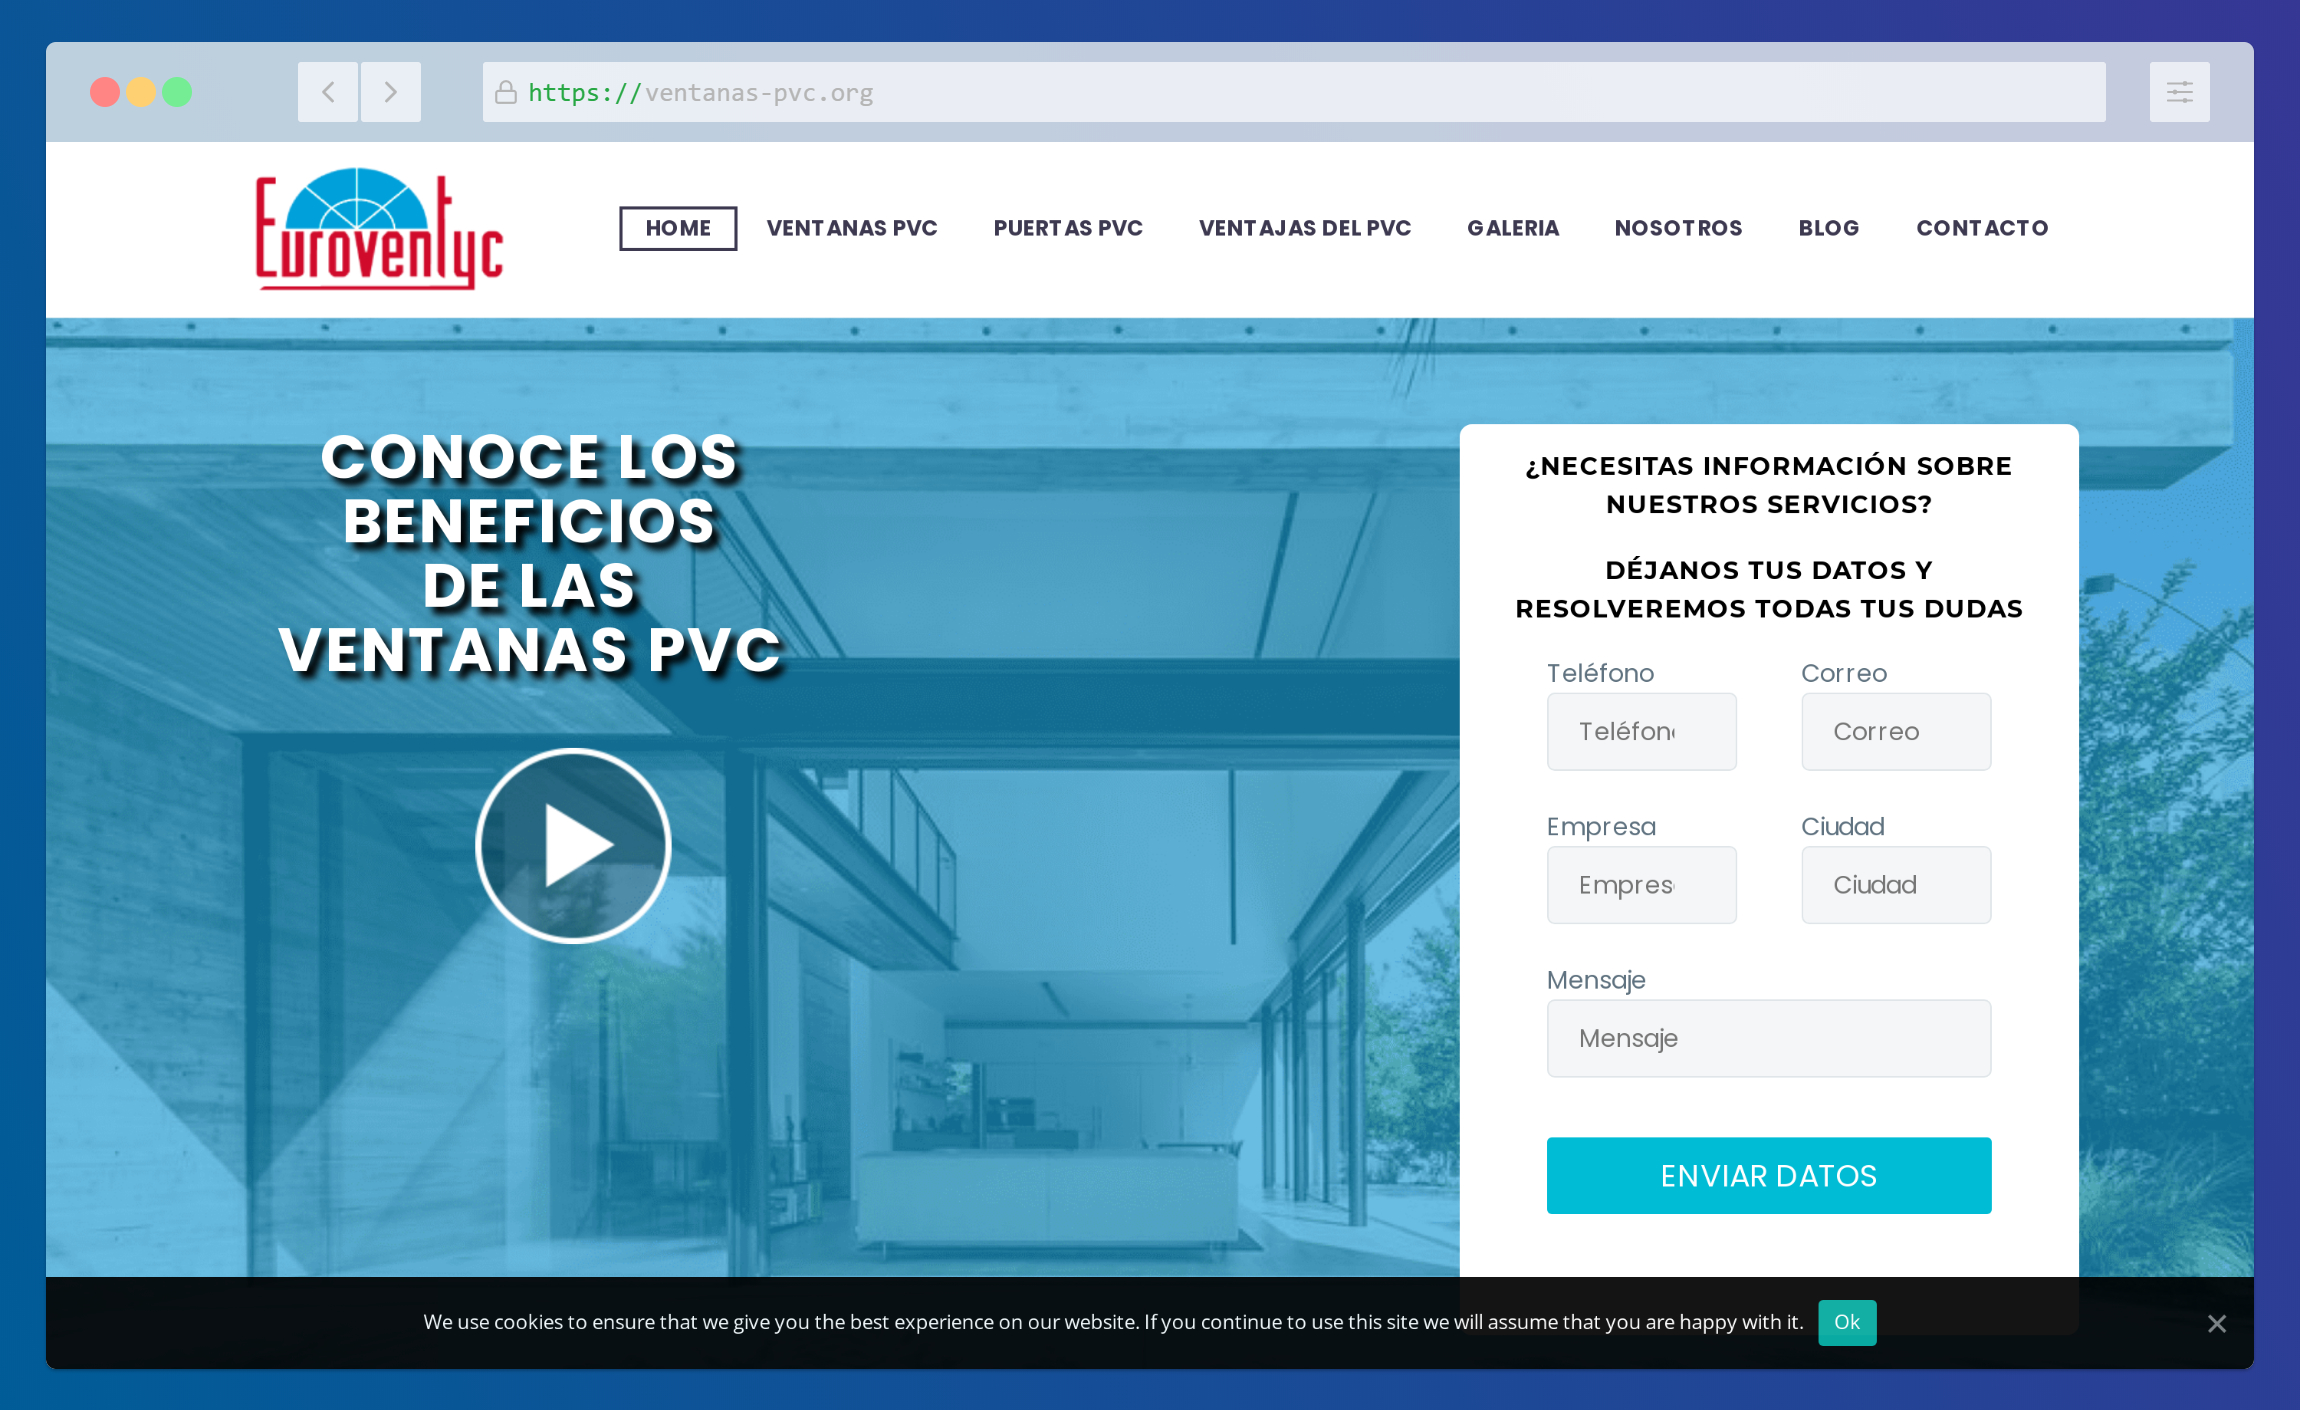 https://ventanas-pvc.org
Euroventyc
HOME VENTANAS PVC PUERTAS PVC VENTAJAS DEL PVC GALERIA NOSOTROS BLOG CONTACTO
CONOCE LOS
BENEFICIOS
DE LAS
VENTANAS PVC
¿NECESITAS INFORMACIÓN SOBRE
NUESTROS SERVICIOS?
DÉJANOS TUS DATOS Y
RESOLVEREMOS TODAS TUS DUDAS
Teléfono Correo
Teléfono Correo
Empresa Ciudad
Empresa Ciudad
Mensaje
Mensaje
ENVIAR DATOS
We use cookies to ensure that we give you the best experience on our website. If you continue to use this site we will assume that you are happy with it. Ok